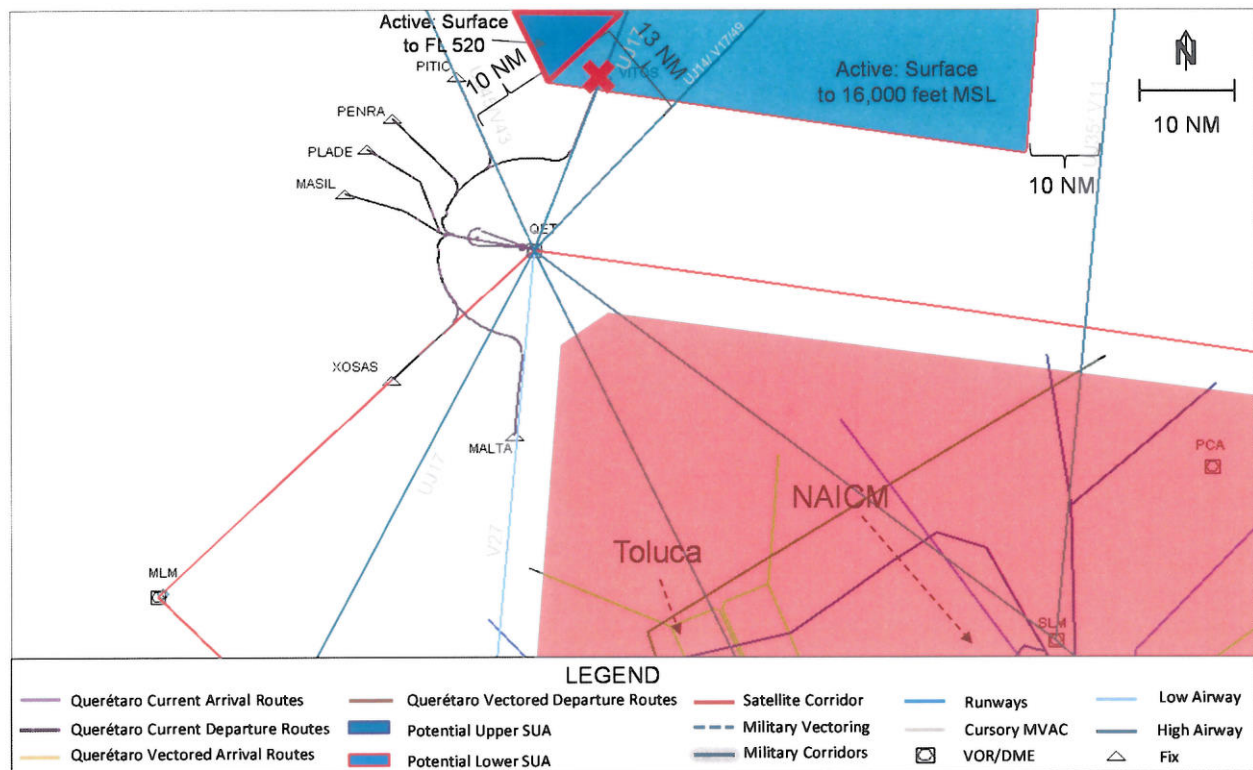 Active: Surface
to FL 520
PITIC
10 NM
13 NM
UJ17
VITOS
UJ14/-V17/49
Active: Surface
to 16,000 feet MSL
N
10 NM
PENRA
V43
PLADE
MASIL
UJ35-V11
10 NM
QET
XOSAS
MALTA
UJ17
V27
PCA
NAICM
Toluca
MLM
SLM
LEGEND
Querétaro Current Arrival Routes
Querétaro Vectored Departure Routes
Satellite Corridor
Runways
Low Airway
Querétaro Current Departure Routes
Potential Upper SUA
Military Vectoring
Cursory MVAC
High Airway
Querétaro Vectored Arrival Routes
Potential Lower SUA
Military Corridors
VOR/DME
Fix